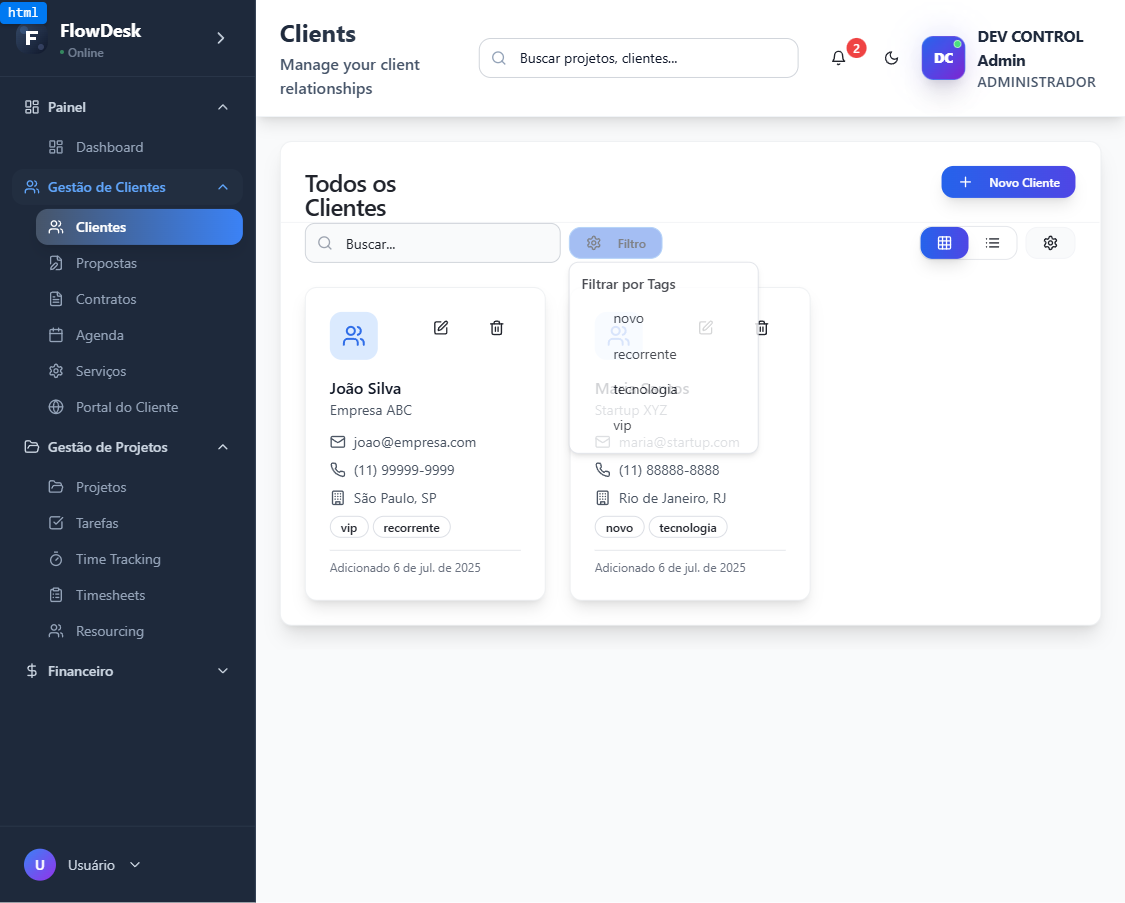 html
F
FlowDesk
Online
Painel
Dashboard
Gestão de Clientes
Clientes
Propostas
Contratos
Agenda
Serviços
Portal do Cliente
Gestão de Projetos
Projetos
Tarefas
Time Tracking
Timesheets
Resourcing
Financeiro
U
Usuário
Clients
Manage your client
relationships
Buscar projetos, clientes...
2
DC
DEV CONTROL
Admin
ADMINISTRADOR
Todos os
Clientes
Novo Cliente
Buscar...
Filtro
Filtrar por Tags
novo
recorrente
tecnologia
vip
João Silva
Empresa ABC
joao@empresa.com
(11) 99999-9999
São Paulo, SP
vip
recorrente
Adicionado 6 de jul. de 2025
Maria Santos
Startup XYZ
maria@startup.com
(11) 88888-8888
Rio de Janeiro, RJ
novo
tecnologia
Adicionado 6 de jul. de 2025